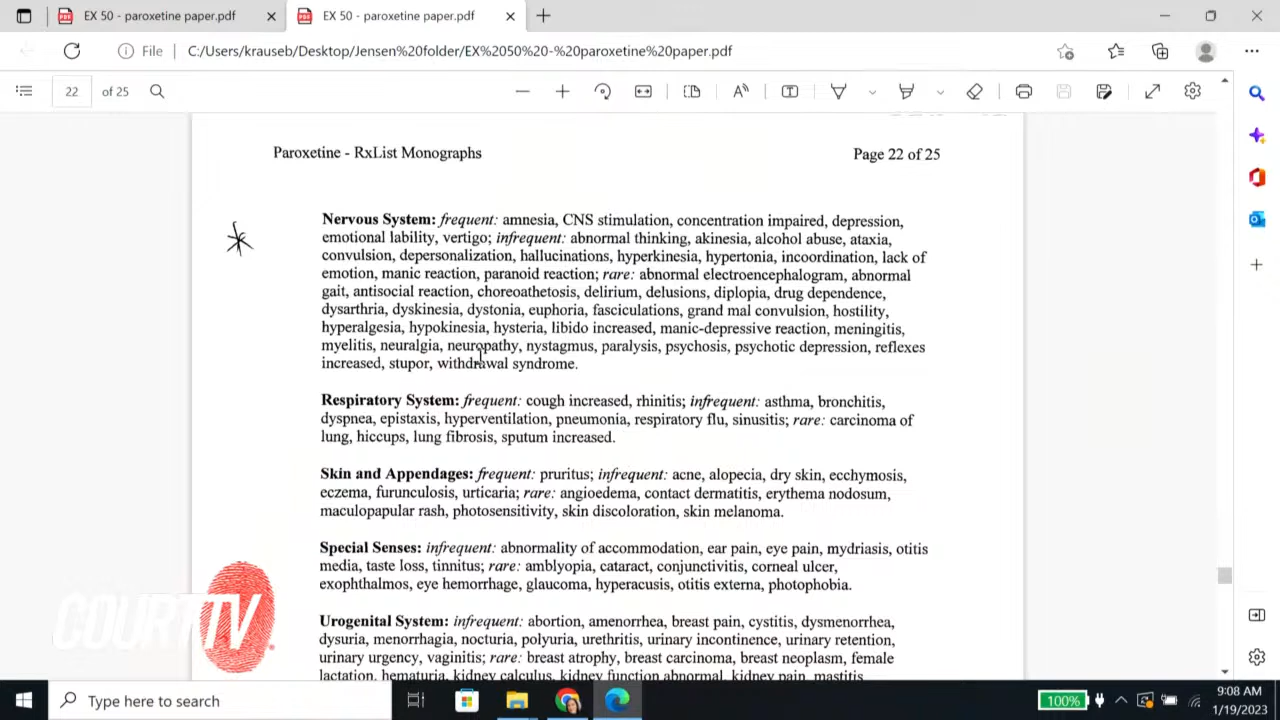 EX 50 - paroxetine paper.pdf
EX 50 - paroxetine paper.pdf
File
C:/Users/krauseb/Desktop/Jensen%20folder/EX%2050%20-%20paroxetine%20paper.pdf
22 of 25
Paroxetine - RxList Monographs
Page 22 of 25
Nervous System: frequent: amnesia, CNS stimulation, concentration impaired, depression,
emotional lability, vertigo; infrequent: abnormal thinking, akinesia, alcohol abuse, ataxia,
convulsion, depersonalization, hallucinations, hyperkinesia, hypertonia, incoordination, lack of
emotion, manic reaction, paranoid reaction; rare: abnormal electroencephalogram, abnormal
gait, antisocial reaction, choreoathetosis, delirium, delusions, diplopia, drug dependence,
dysarthria, dyskinesia, dystonia, euphoria, fasciculations, grand mal convulsion, hostility,
hyperalgesia, hypokinesia, hysteria, libido increased, manic-depressive reaction, meningitis,
myelitis, neuralgia, neuropathy, nystagmus, paralysis, psychosis, psychotic depression, reflexes
increased, stupor, withdrawal syndrome.
Respiratory System: frequent: cough increased, rhinitis; infrequent: asthma, bronchitis,
dyspnea, epistaxis, hyperventilation, pneumonia, respiratory flu, sinusitis; rare: carcinoma of
lung, hiccups, lung fibrosis, sputum increased.
Skin and Appendages: frequent: pruritus; infrequent: acne, alopecia, dry skin, ecchymosis,
eczema, furunculosis, urticaria; rare: angioedema, contact dermatitis, erythema nodosum,
maculopapular rash, photosensitivity, skin discoloration, skin melanoma.
Special Senses: infrequent: abnormality of accommodation, ear pain, eye pain, mydriasis, otitis
media, taste loss, tinnitus; rare: amblyopia, cataract, conjunctivitis, corneal ulcer,
exophthalmos, eye hemorrhage, glaucoma, hyperacusis, otitis externa, photophobia.
Urogenital System: infrequent: abortion, amenorrhea, breast pain, cystitis, dysmenorrhea,
dysuria, menorrhagia, nocturia, polyuria, urethritis, urinary incontinence, urinary retention,
urinary urgency, vaginitis; rare: breast atrophy, breast carcinoma, breast neoplasm, female
lactation, hematuria, kidney calculus, kidney function abnormal, kidney pain, mastitis
COURT TV
Type here to search
100%
9:08 AM
1/19/2023